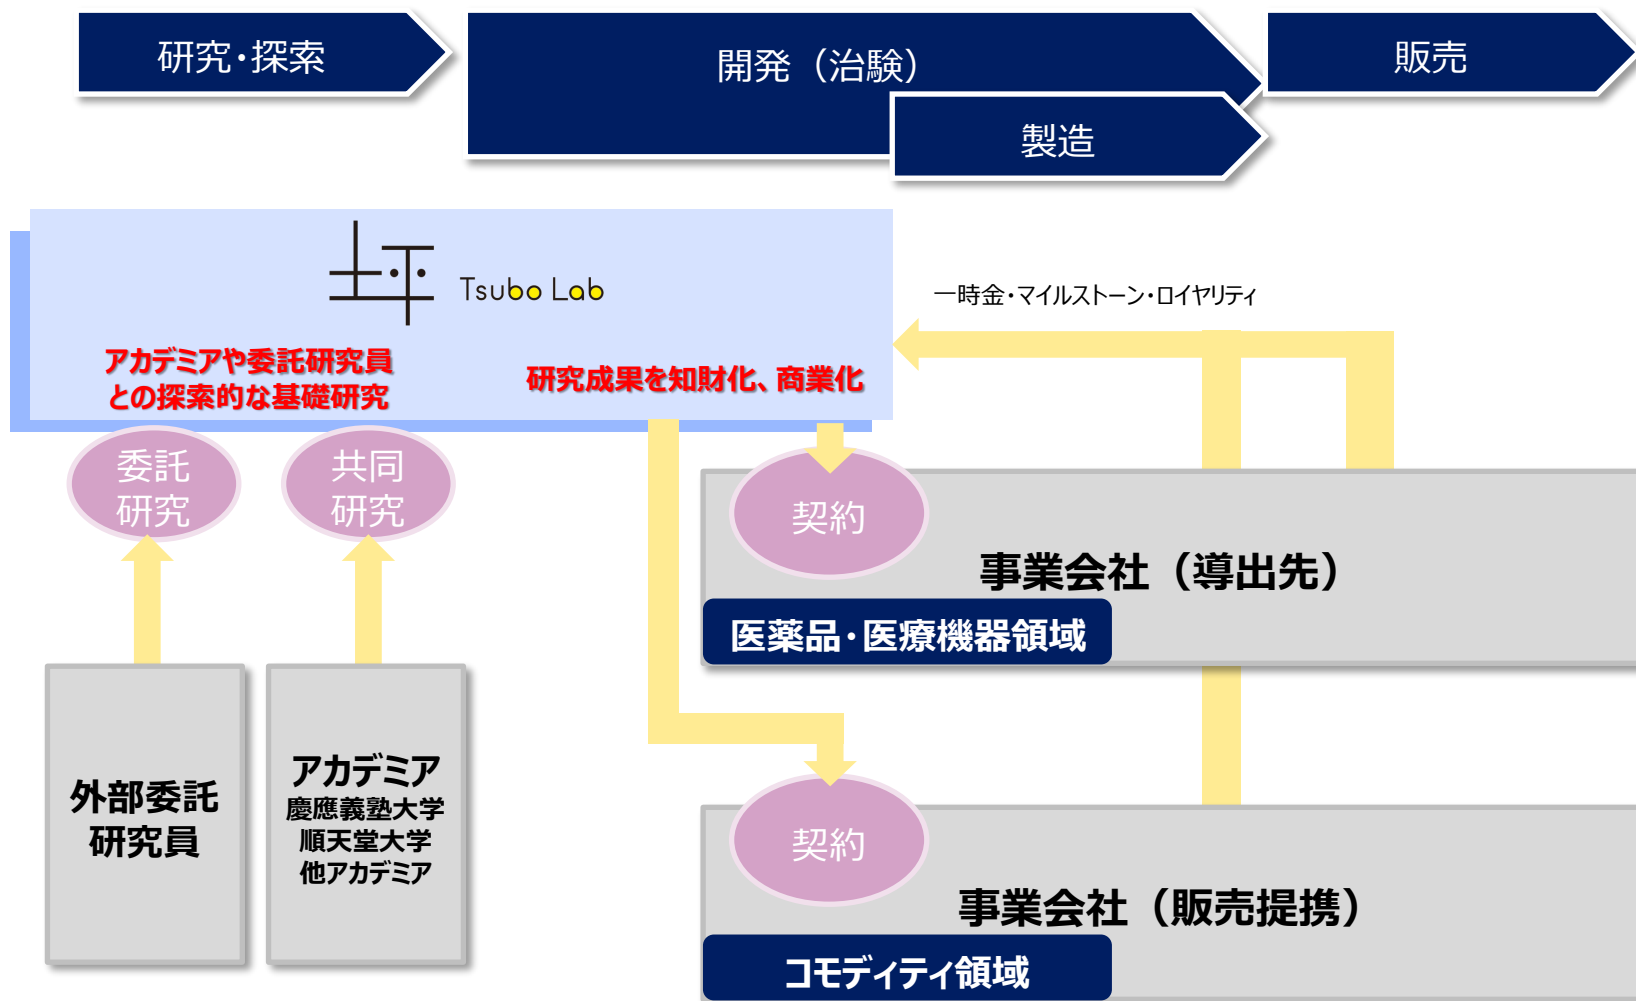 研究・探索
開発（治験）
販売
製造
坪
Tsubo Lab
一時金・マイルストーン・ロイヤリティ
アカデミアや委託研究員
との探索的な基礎研究
研究成果を知財化、商業化
委託
研究
共同
研究
契約
事業会社（導出先）
医薬品・医療機器領域
外部委託
研究員
アカデミア
慶應義塾大学
順天堂大学
他アカデミア
契約
事業会社（販売提携）
コモディティ領域